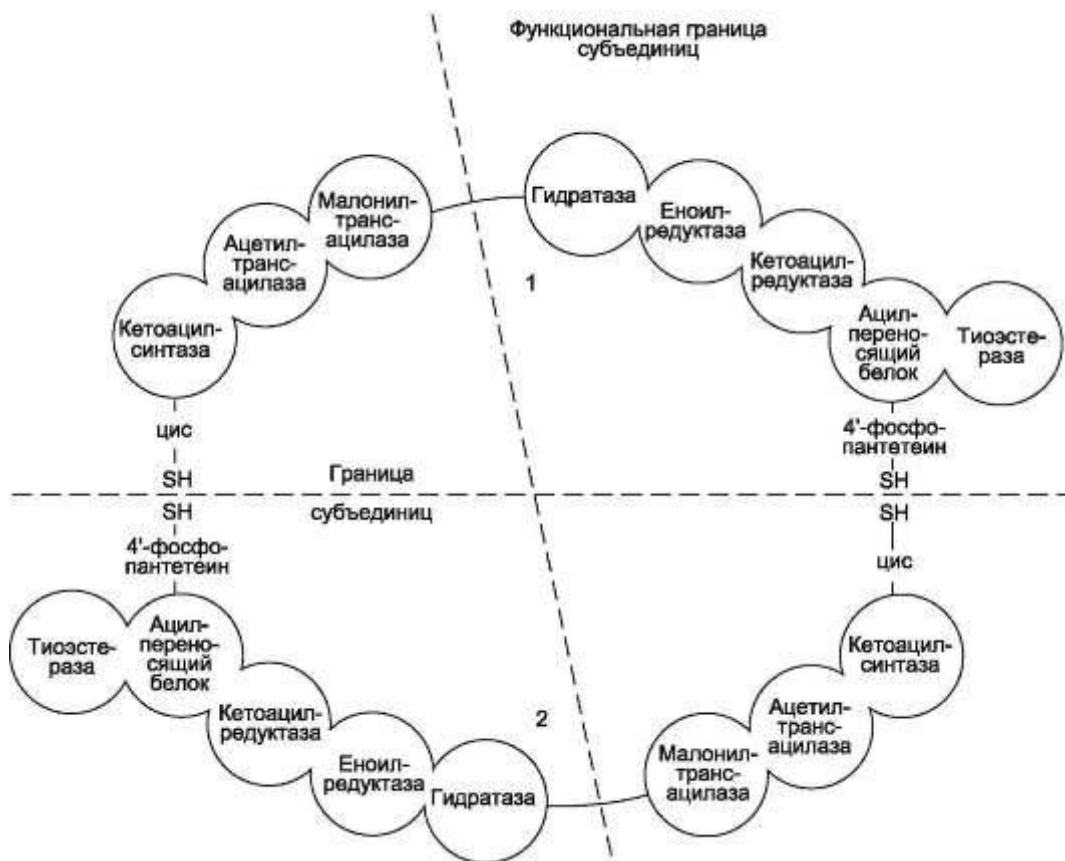 Функциональная граница
субъединиц
Малонил-
транс-
ацилаза
Гидратаза
Еноил-
редуктаза
Ацетил-
транс-
ацилаза
Кетоацил-
редуктаза
1
Кетоацил-
синтаза
Ацил-
перено-
сящий
белок
Тиоэсте-
раза
цис
4'-фосфо-
пантетеин
SH
Граница
SH
SH
субъединиц
SH
4'-фосфо-
пантетеин
цис
Тиоэсте-
раза
Ацил-
перено-
сящий
белок
Кетоацил-
синтаза
Кетоацил-
редуктаза
2
Ацетил-
транс-
ацилаза
Еноил-
редуктаза
Гидратаза
Малонил-
транс-
ацилаза